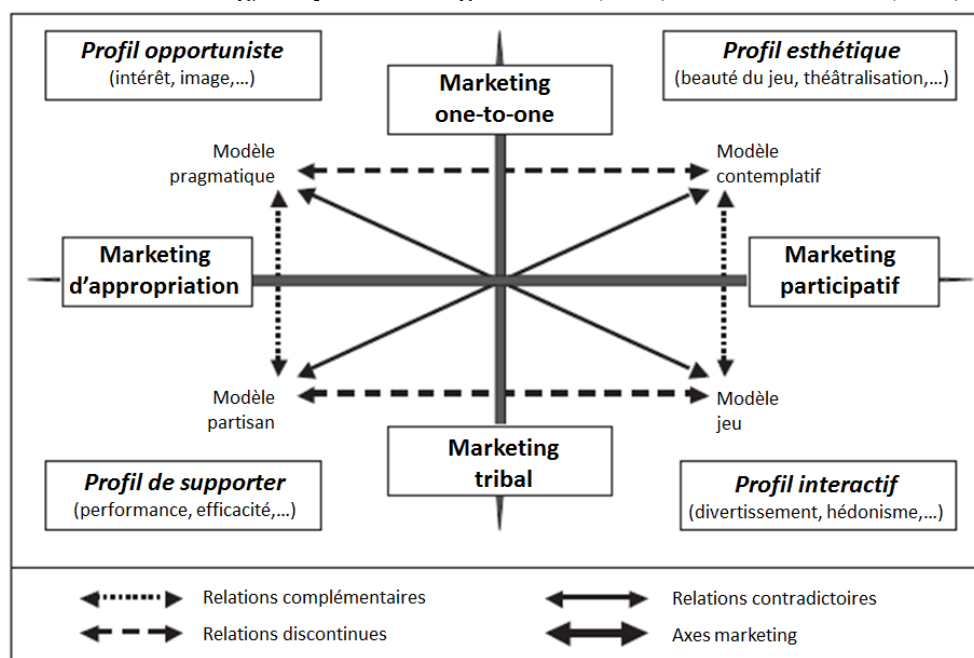 Profil opportuniste
(intérêt, image,...)
Profil esthétique
(beauté du jeu, théâtralisation,...)
Marketing
one-to-one
Modèle
pragmatique
Modèle
contemplatif
Marketing
d'appropriation
Marketing
participatif
Modèle
partisan
Modèle
jeu
Marketing
tribal
Profil de supporter
(performance, efficacité,...)
Profil interactif
(divertissement, hédonisme,...)
Relations complémentaires
Relations contradictoires
Relations discontinues
Axes marketing